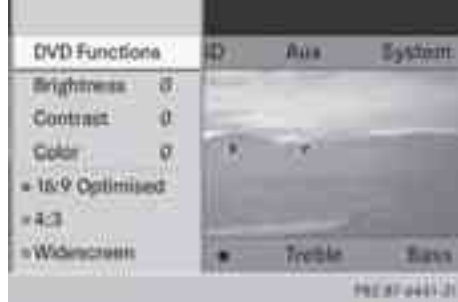 DVD Functions
Aux
System
Brightness 0
Contrast 0
Color 0
16:9 Optimised
4:3
Widescreen
Treble
Bass